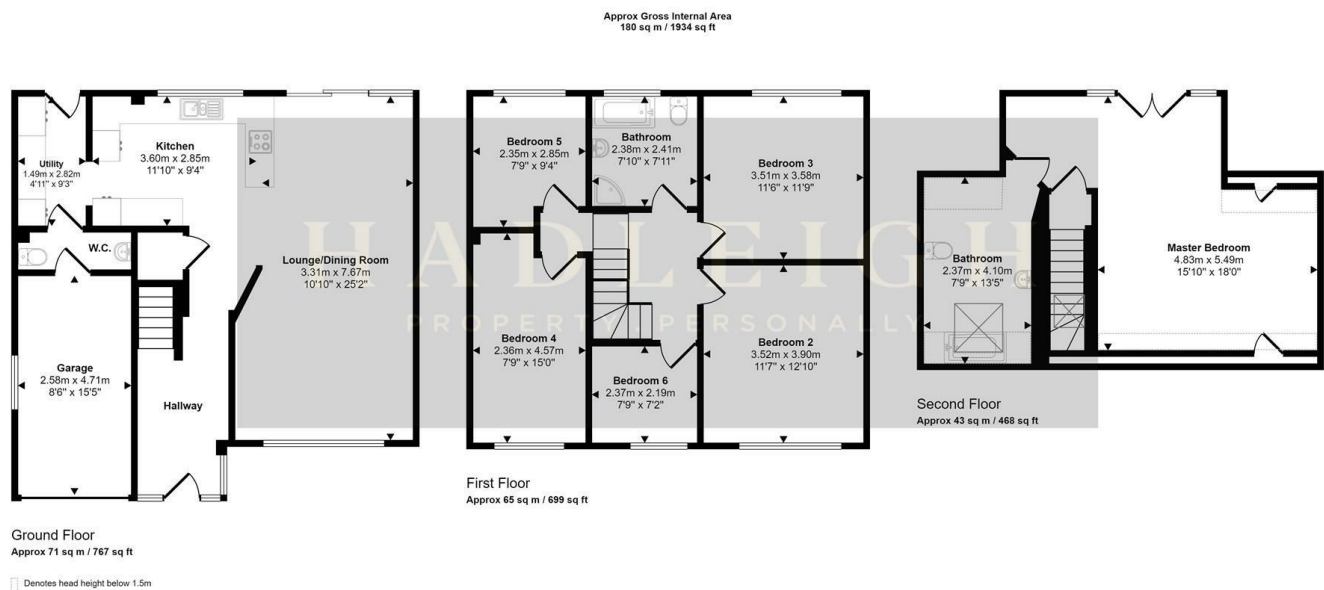 Approx Gross Internal Area
180 sq m / 1934 sq ft
Utility
1.49m x 2.82m
4'11" x 9'3"
Kitchen
3.60m x 2.85m
11'10" x 9'4"
W.C.
Lounge/Dining Room
3.31m x 7.67m
10'10" x 25'2"
Garage
2.58m x 4.71m
8'6" x 15'5"
Hallway
Ground Floor
Approx 71 sq m / 767 sq ft
Denotes head height below 1.5m
Bedroom 5
2.35m x 2.85m
7'9" x 9'4"
Bathroom
2.38m x 2.41m
7'10" x 7'11"
Bedroom 3
3.51m x 3.58m
11'6" x 11'9"
Bedroom 4
2.36m x 4.57m
7'9" x 15'0"
Bedroom 6
2.37m x 2.19m
7'9" x 7'2"
Bedroom 2
3.52m x 3.90m
11'7" x 12'10"
First Floor
Approx 65 sq m / 699 sq ft
Bathroom
2.37m x 4.10m
7'9" x 13'5"
Master Bedroom
4.83m x 5.49m
15'10" x 18'0"
Second Floor
Approx 43 sq m / 468 sq ft
HADLEIGH
PROPERTY. PERSONALLY